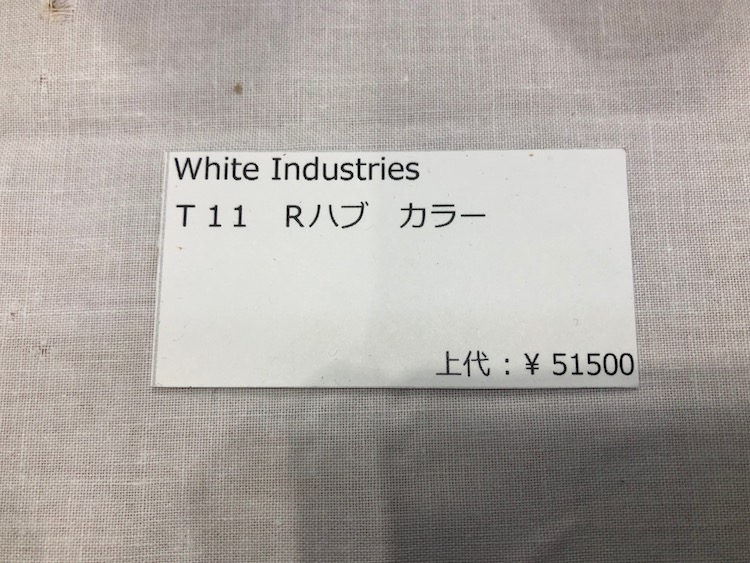 White Industries
Ｔ１１　Ｒハブ　カラー
上代：¥ 51500